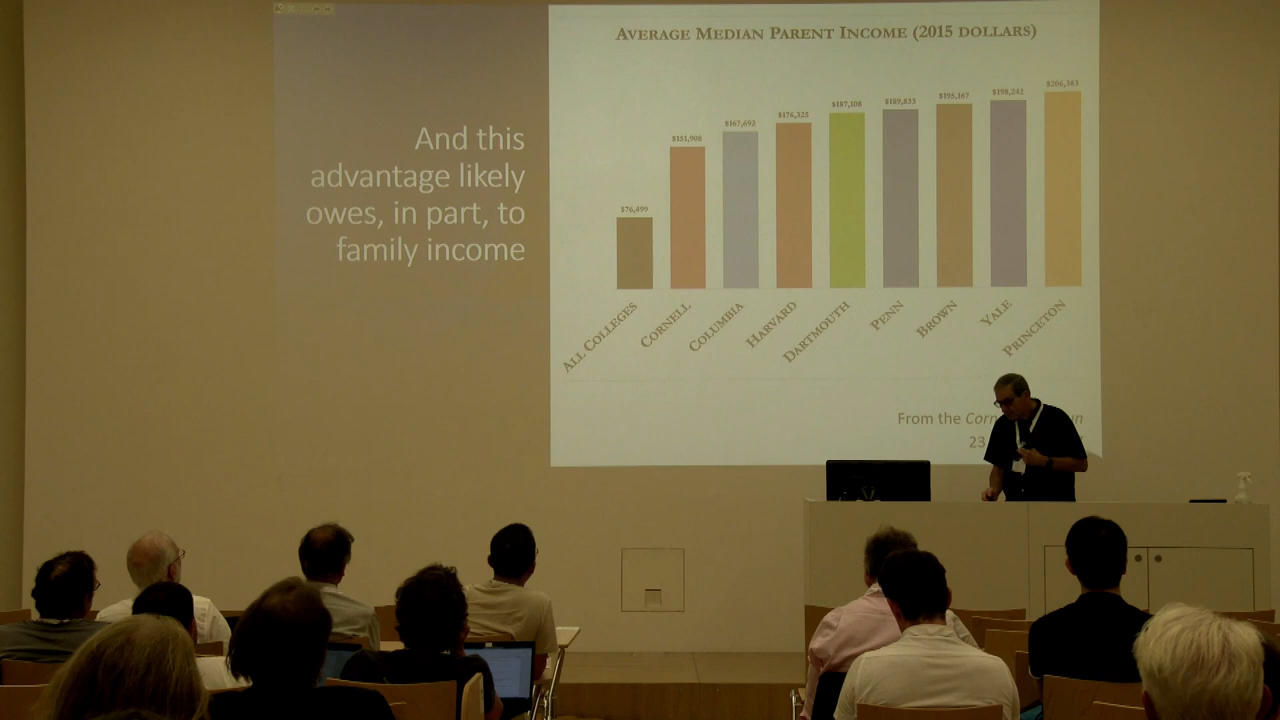 And this
advantage likely
owes, in part, to
family income
AVERAGE MEDIAN PARENT INCOME (2015 DOLLARS)
$76,499
$151,908
$167,692
$176,325
$187,108
$189,833
$195,167
$198,242
$206,383
ALL COLLEGES
CORNELL
COLUMBIA
HARVARD
DARTMOUTH
PENN
BROWN
YALE
PRINCETON
From the
23